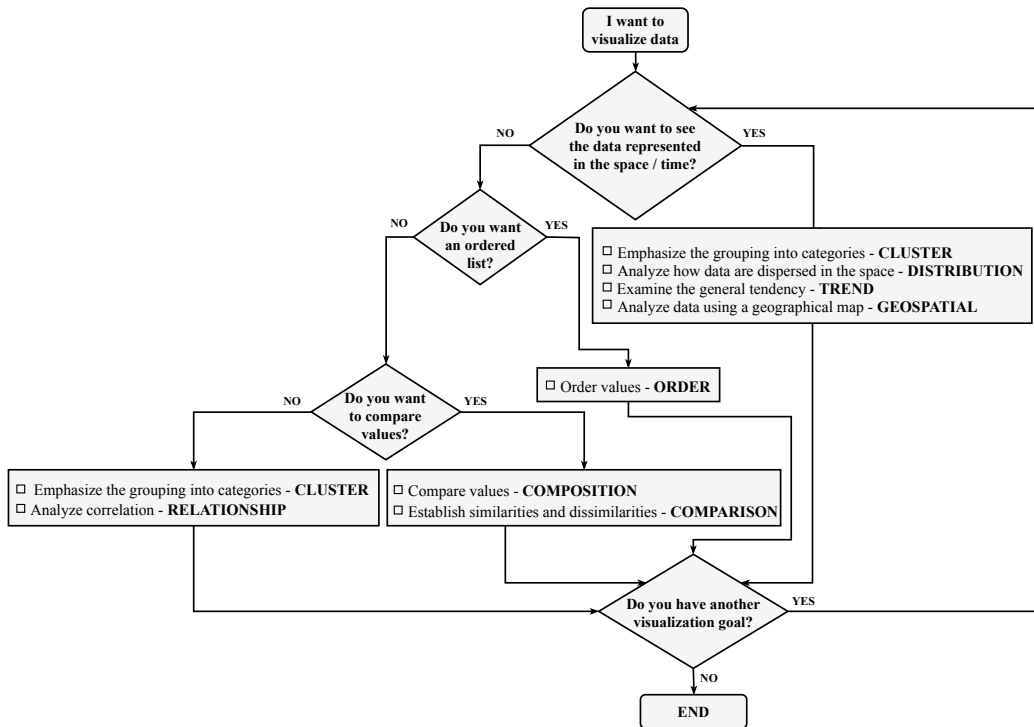 I want to
visualize data
Do you want to see
the data represented
in the space / time?
NO
YES
Do you want
an ordered
list?
NO
YES
☐ Emphasize the grouping into categories - CLUSTER
☐ Analyze how data are dispersed in the space - DISTRIBUTION
☐ Examine the general tendency - TREND
☐ Analyze data using a geographical map - GEOSPATIAL
☐ Order values - ORDER
Do you want
to compare
values?
NO
YES
☐ Emphasize the grouping into categories - CLUSTER
☐ Analyze correlation - RELATIONSHIP
☐ Compare values - COMPOSITION
☐ Establish similarities and dissimilarities - COMPARISON
Do you have another
visualization goal?
YES
NO
END